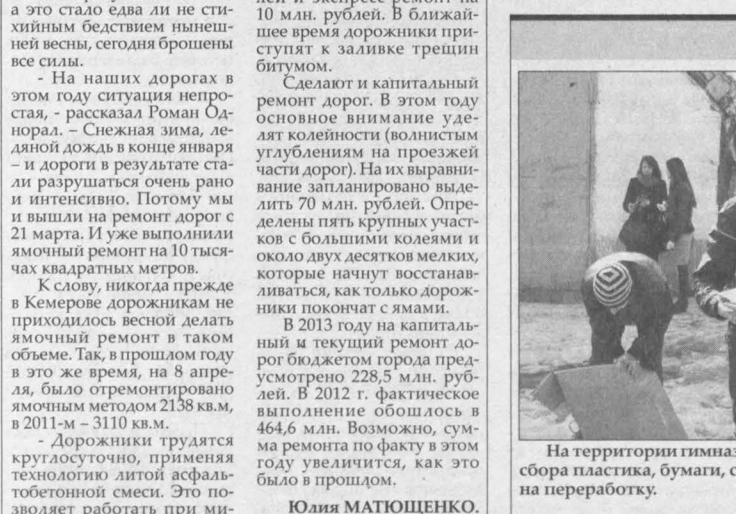 а это стало едва ли не сти-
хийным бедствием нынеш-
ней весны, сегодня брошены
все силы.
- На наших дорогах в
этом году ситуация непро-
стая, - рассказал Роман Од-
норал. – Снежная зима, ле-
дяной дождь в конце января
– и дороги в результате ста-
ли разрушаться очень рано
и интенсивно. Потому мы
и вышли на ремонт дорог с
21 марта. И уже выполнили
ямочный ремонт на 10 тыся-
чах квадратных метров.
К слову, никогда прежде
в Кемерове дорожникам не
приходилось весной делать
ямочный ремонт в таком
объеме. Так, в прошлом году
в это же время, на 8 апре-
ля, было отремонтировано
ямочным методом 2138 кв.м,
в 2011-м – 3110 кв.м.
- Дорожники трудятся
круглосуточно, применяя
технологию литой асфаль-
тобетонной смеси. Это по-
зволяет работать при ми-
лей и экспресс-ремонт на
10 млн. рублей. В ближай-
шее время дорожники при-
ступят к заливке трещин
битумом.
Сделают и капитальный
ремонт дорог. В этом году
основное внимание уде-
лят колейности (волнистым
углублениям на проезжей
части дорог). На их выравни-
вание запланировано выде-
лить 70 млн. рублей. Опре-
делены пять крупных участ-
ков с большими колеями и
около двух десятков мелких,
которые начнут восстанав-
ливаться, как только дорож-
ники покончат с ямами.
В 2013 году на капиталь-
ный и текущий ремонт до-
рог бюджетом города пред-
усмотрено 228,5 млн. руб-
лей. В 2012 г. фактическое
выполнение обошлось в
464,6 млн. Возможно, сум-
ма ремонта по факту в этом
году увеличится, как это
было в прошлом.
Юлия МАТЮЩЕНКО.
На территории гимназ
сбора пластика, бумаги, с
на переработку.